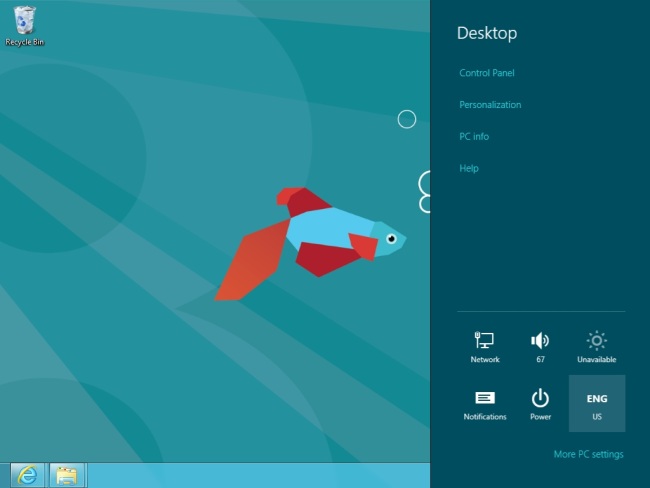 Recycle Bin
Desktop
Control Panel
Personalization
PC info
Help
Network
67
Unavailable
Notifications
Power
ENG
US
More PC settings